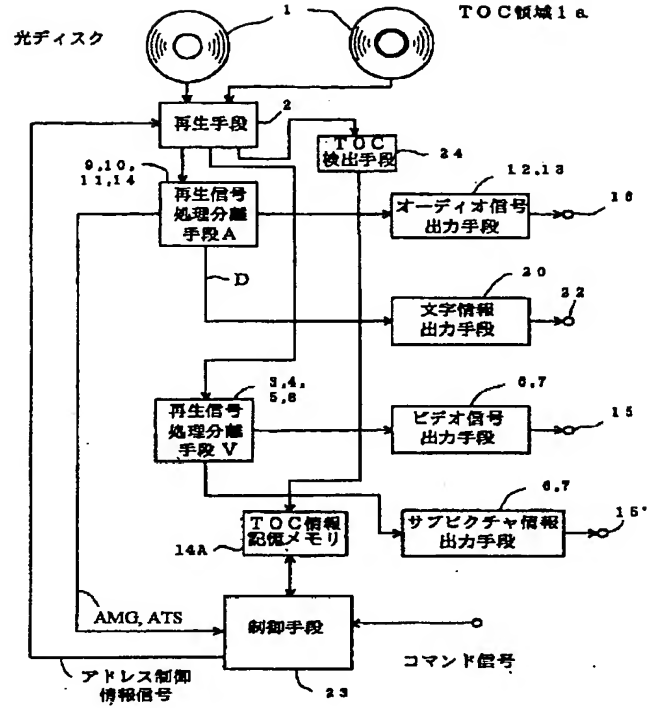 1
TOC領域1a
光ディスク
2
再生手段
TOC
検出手段
24
9,10,
11,14
再生信号
処理分離
手段A
12,13
オーディオ信号
出力手段
16
D
20
文字情報
出力手段
22
3,4,
5,8
再生信号
処理分離
手段V
6,7
ビデオ信号
出力手段
15
6,7
サブピクチャ情報
出力手段
15'
TOC情報
記憶メモリ
14A
AMG, ATS
制御手段
コマンド信号
アドレス制御
情報信号
23